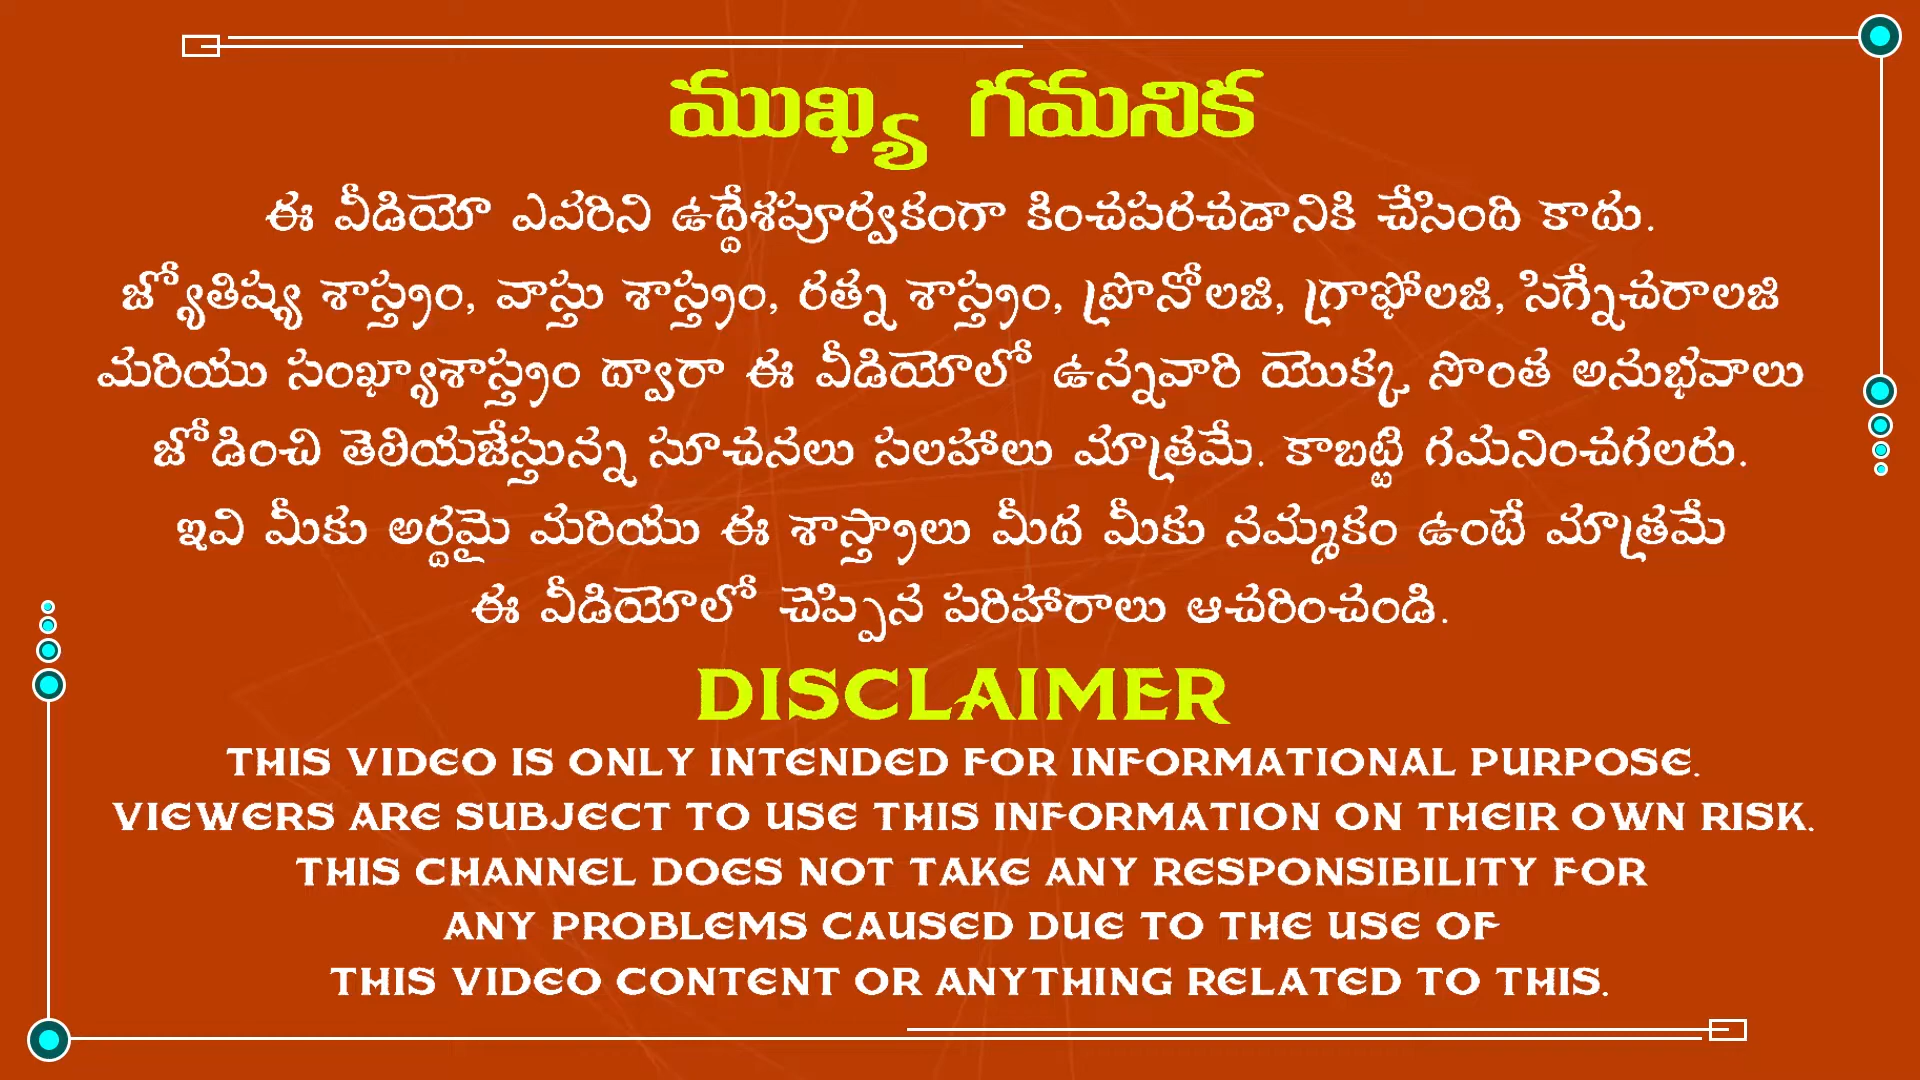 ముఖ్య గమనిక
ఈ వీడియో ఎవరిని ఉద్దేశపూర్వకంగా కించపరచడానికి చేసింది కాదు.
జ్యోతిష్య శాస్త్రం, వాస్తు శాస్త్రం, రత్న శాస్త్రం, ప్రొనోలజి, గ్రాఫోలజి, సిగ్నేచరాలజి
మరియు సంఖ్యాశాస్త్రం ద్వారా ఈ వీడియోలో ఉన్నవారి యొక్క సొంత అనుభవాలు
జోడించి తెలియజేస్తున్న సూచనలు సలహాలు మాత్రమే. కాబట్టి గమనించగలరు.
ఇవి మీకు అర్ధమై మరియు ఈ శాస్త్రాలు మీద మీకు నమ్మకం ఉంటే మాత్రమే
ఈ వీడియోలో చెప్పిన పరిహారాలు ఆచరించండి.
DISCLAIMER
THIS VIDEO IS ONLY INTENDED FOR INFORMATIONAL PURPOSE.
VIEWERS ARE SUBJECT TO USE THIS INFORMATION ON THEIR OWN RISK.
THIS CHANNEL DOES NOT TAKE ANY RESPONSIBILITY FOR
ANY PROBLEMS CAUSED DUE TO THE USE OF
THIS VIDEO CONTENT OR ANYTHING RELATED TO THIS.